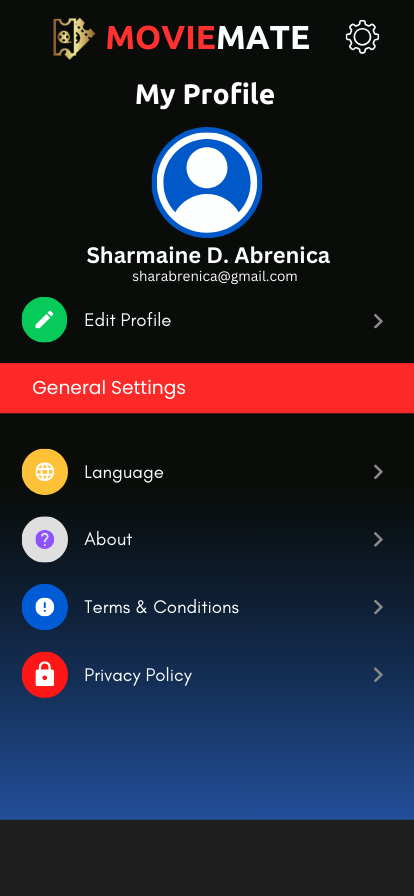 MOVIEMATE
My Profile
Sharmaine D. Abrenica
sharabrenica@gmail.com
Edit Profile
General Settings
Language
About
Terms & Conditions
Privacy Policy